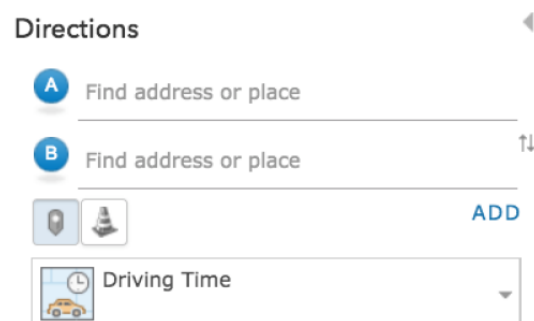 Directions
A Find address or place
B Find address or place
ADD
Driving Time